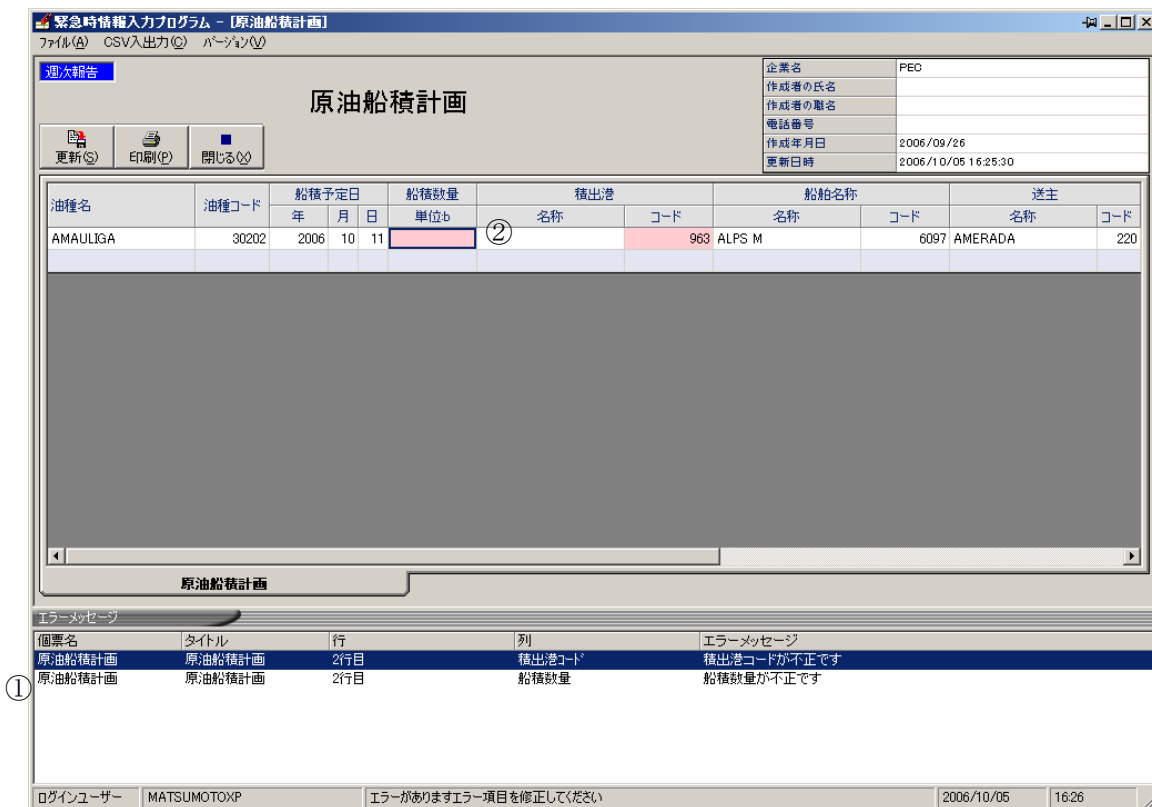 緊急時情報入力プログラム - [原油船積計画]
ファイル(A) CSV入出力(C) バージョン(V)
週次報告
原油船積計画
更新(S) 印刷(P) 閉じる(X)
企業名 PEC
作成者の氏名
作成者の職名
電話番号
作成年月日 2006/09/26
更新日時 2006/10/05 16:25:30
油種名 油種コード 船積予定日 船積数量 積出港 船舶名称 送主
年 月 日 単位:b 名称 コード 名称 コード 名称 コード
AMAULIGA 30202 2006 10 11 ② 963 ALPS M 6097 AMERADA 220
原油船積計画
エラーメッセージ
個票名 タイトル 行 列 エラーメッセージ
原油船積計画 原油船積計画 2行目 積出港コード 積出港コードが不正です
① 原油船積計画 原油船積計画 2行目 船積数量 船積数量が不正です
ログインユーザー MATSUMOTOXP エラーがありますエラー項目を修正してください 2006/10/05 16:26